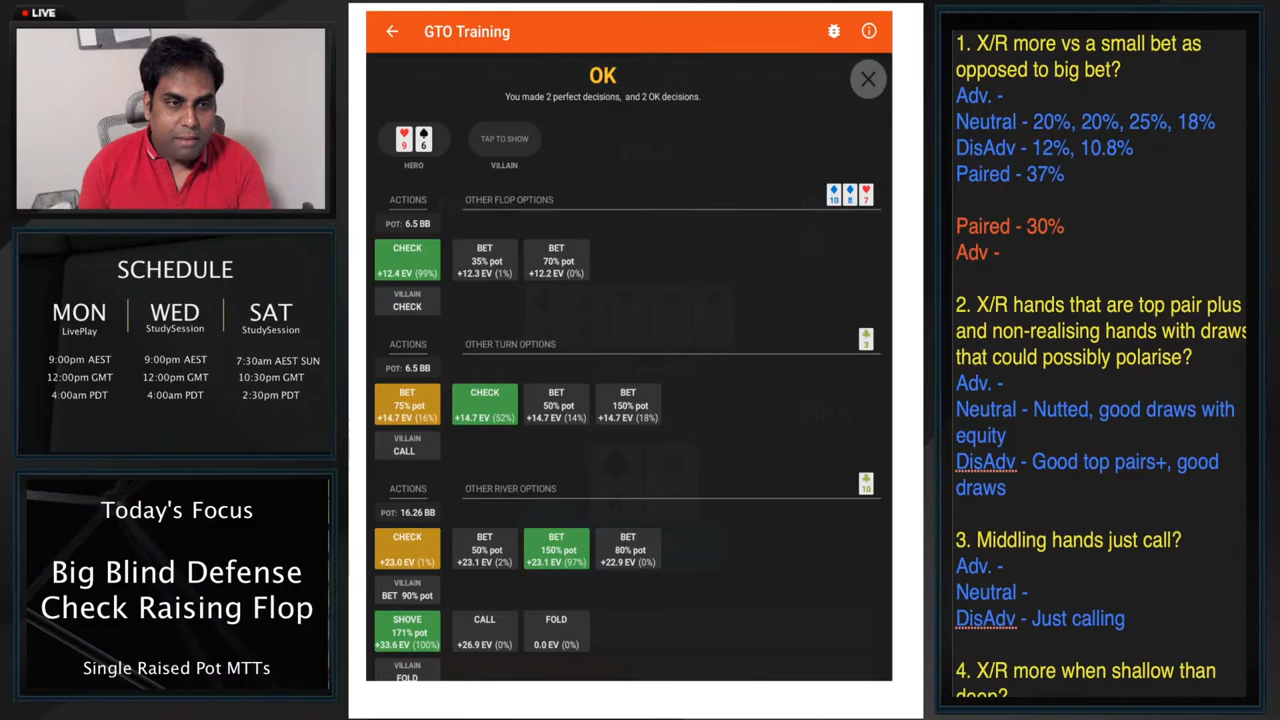 LIVE
SCHEDULE
MON WED SAT
LivePlay StudySession StudySession
9:00pm AEST 9:00pm AEST 7:30am AEST SUN
12:00pm GMT 12:00pm GMT 10:30pm GMT
4:00am PDT 4:00am PDT 2:30pm PDT
Today's Focus
Big Blind Defense
Check Raising Flop
Single Raised Pot MTTs
GTO Training
OK
You made 2 perfect decisions, and 2 OK decisions.
9 6 TAP TO SHOW
HERO VILLAIN
ACTIONS OTHER FLOP OPTIONS 10 8 7
POT: 6.5 BB
CHECK BET BET
35% pot 70% pot
+12.4 EV (99%) +12.3 EV (1%) +12.2 EV (0%)
VILLAIN
CHECK
ACTIONS OTHER TURN OPTIONS 3
POT: 6.5 BB
BET CHECK BET BET
75% pot 50% pot 150% pot
+14.7 EV (16%) +14.7 EV (52%) +14.7 EV (14%) +14.7 EV (18%)
VILLAIN
CALL
ACTIONS OTHER RIVER OPTIONS 10
POT: 16.26 BB
CHECK BET BET BET
50% pot 150% pot 80% pot
+23.0 EV (1%) +23.1 EV (2%) +23.1 EV (97%) +22.9 EV (0%)
VILLAIN
BET 90% pot
SHOVE CALL FOLD
171% pot
+33.6 EV (100%) +26.9 EV (0%) 0.0 EV (0%)
VILLAIN
FOLD
1. X/R more vs a small bet as
opposed to big bet?
Adv. -
Neutral - 20%, 20%, 25%, 18%
DisAdv - 12%, 10.8%
Paired - 37%
Paired - 30%
Adv -
2. X/R hands that are top pair plus
and non-realising hands with draws
that could possibly polarise?
Adv. -
Neutral - Nutted, good draws with
equity
DisAdv - Good top pairs+, good
draws
3. Middling hands just call?
Adv. -
Neutral -
DisAdv - Just calling
4. X/R more when shallow than
deep?